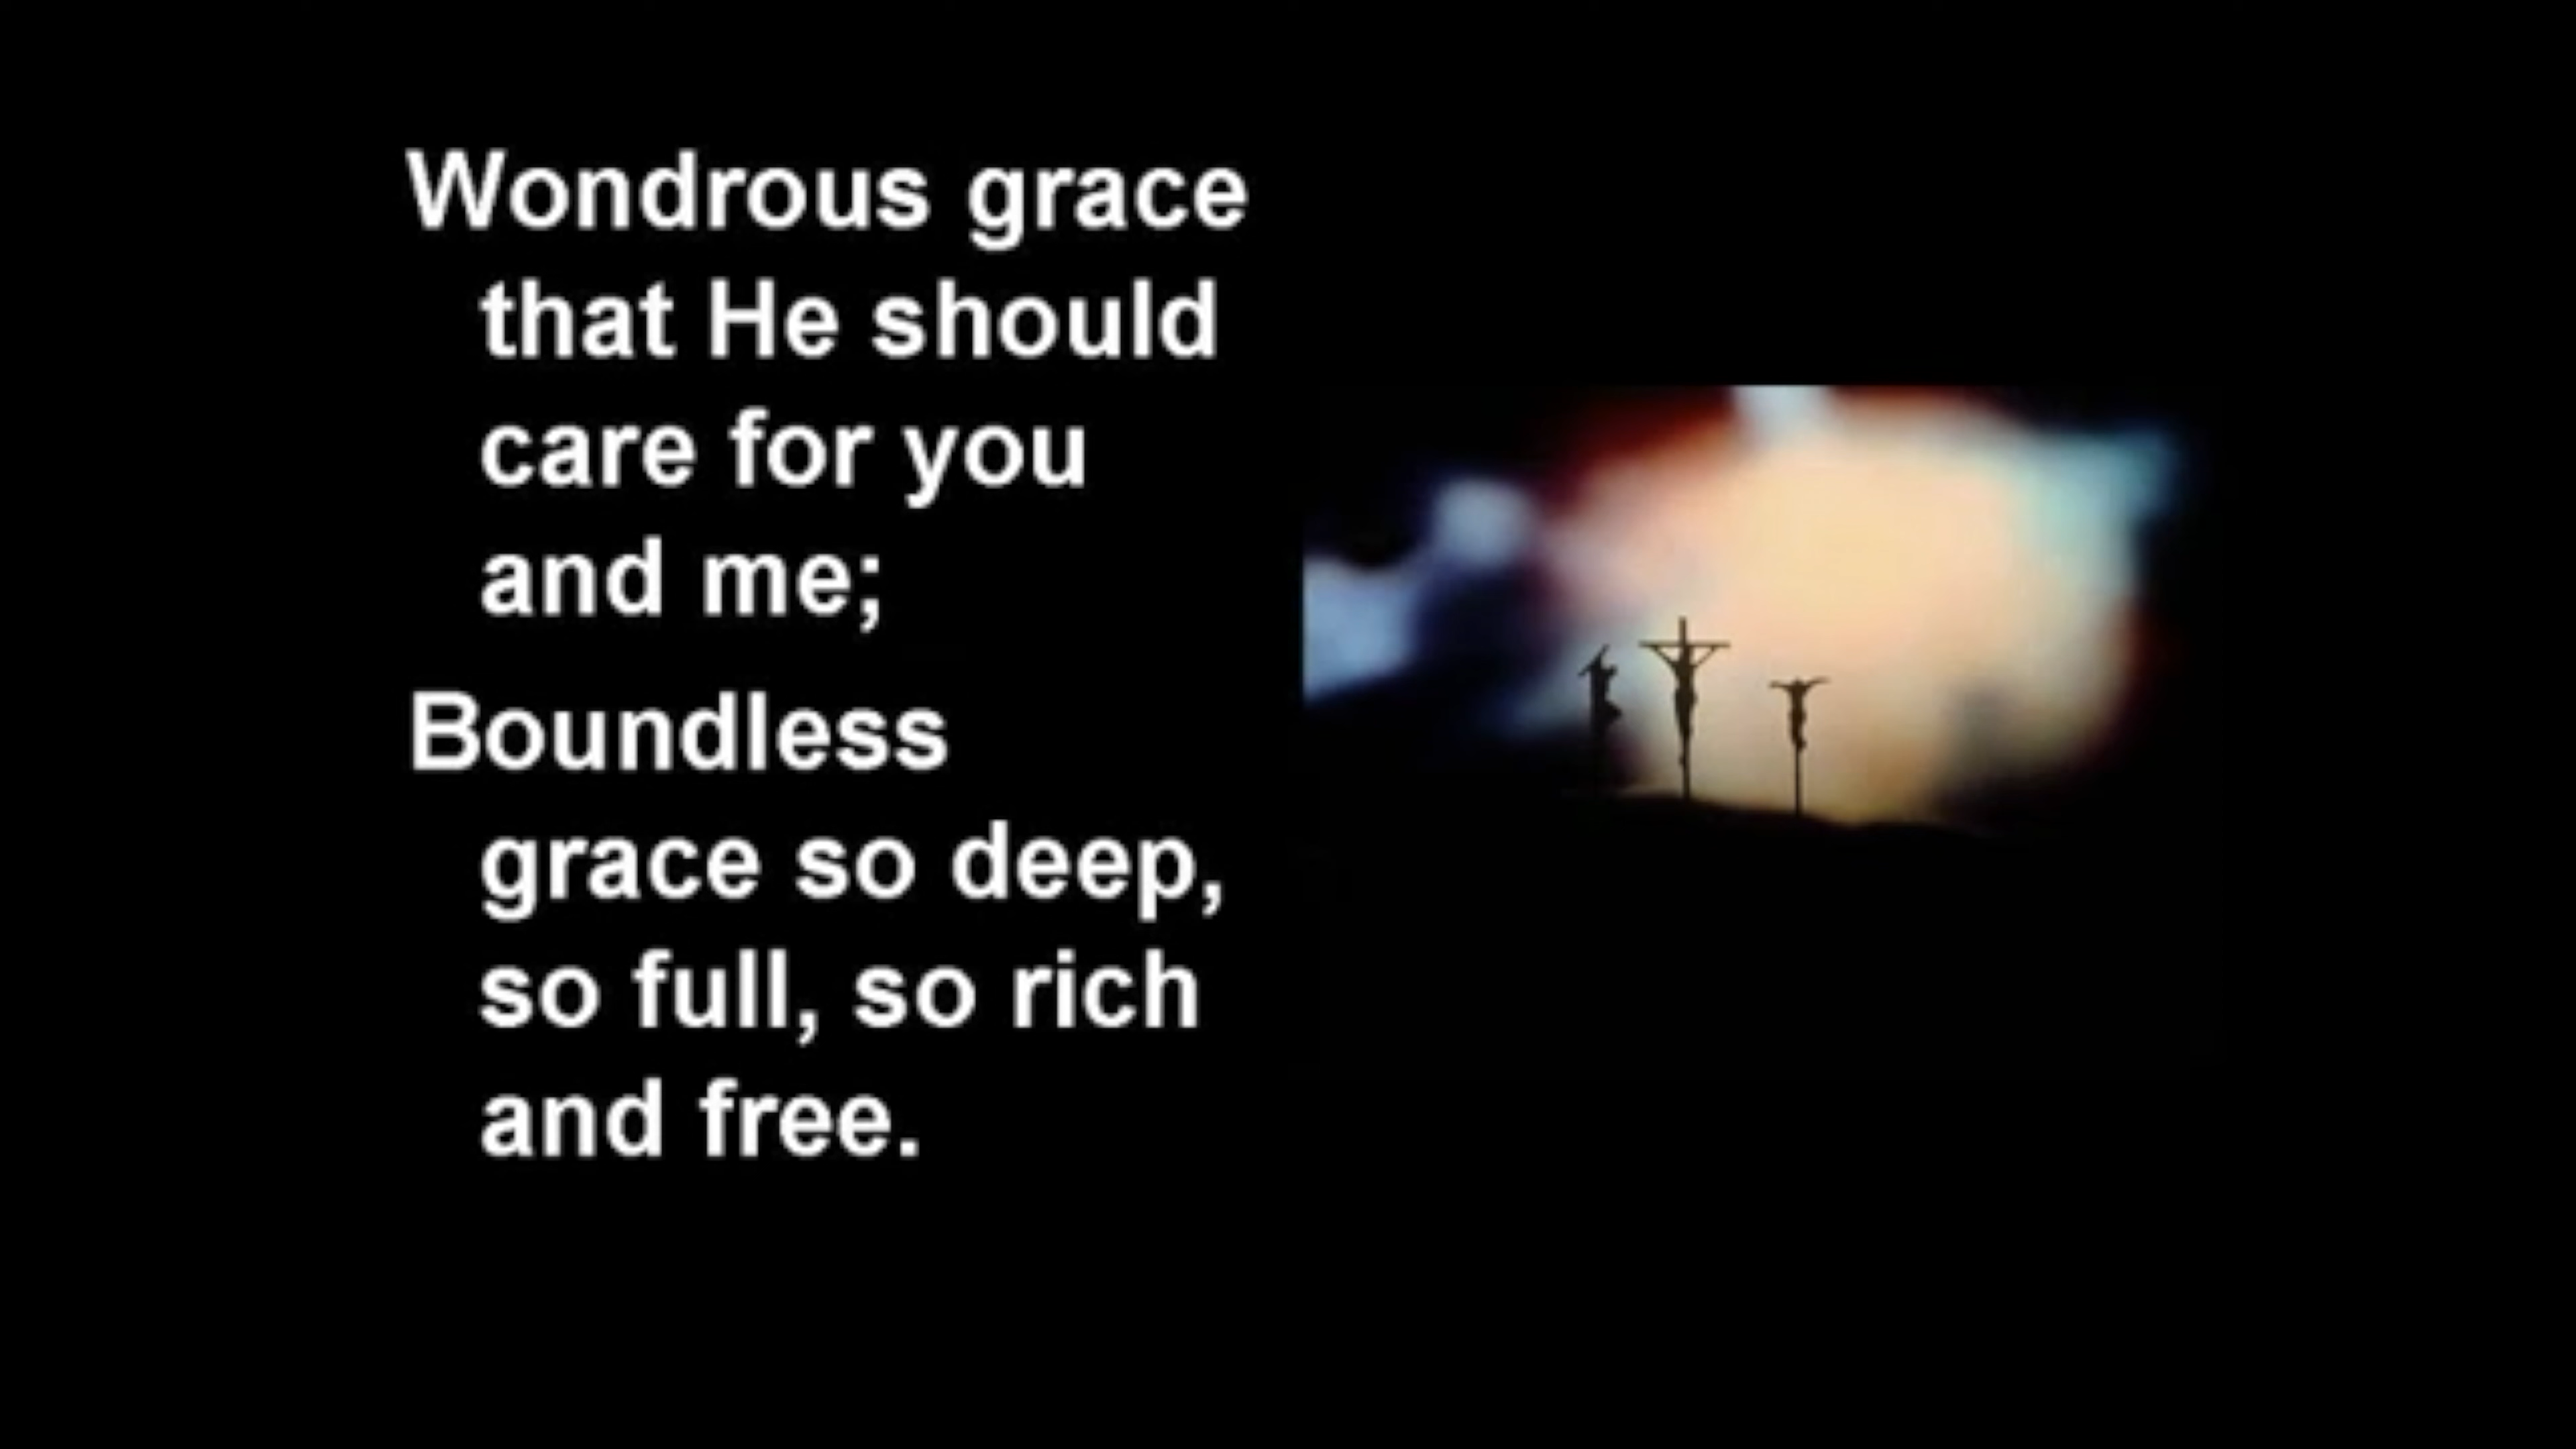 Wondrous grace
that He should
care for you
and me;
Boundless
grace so deep,
so full, so rich
and free.